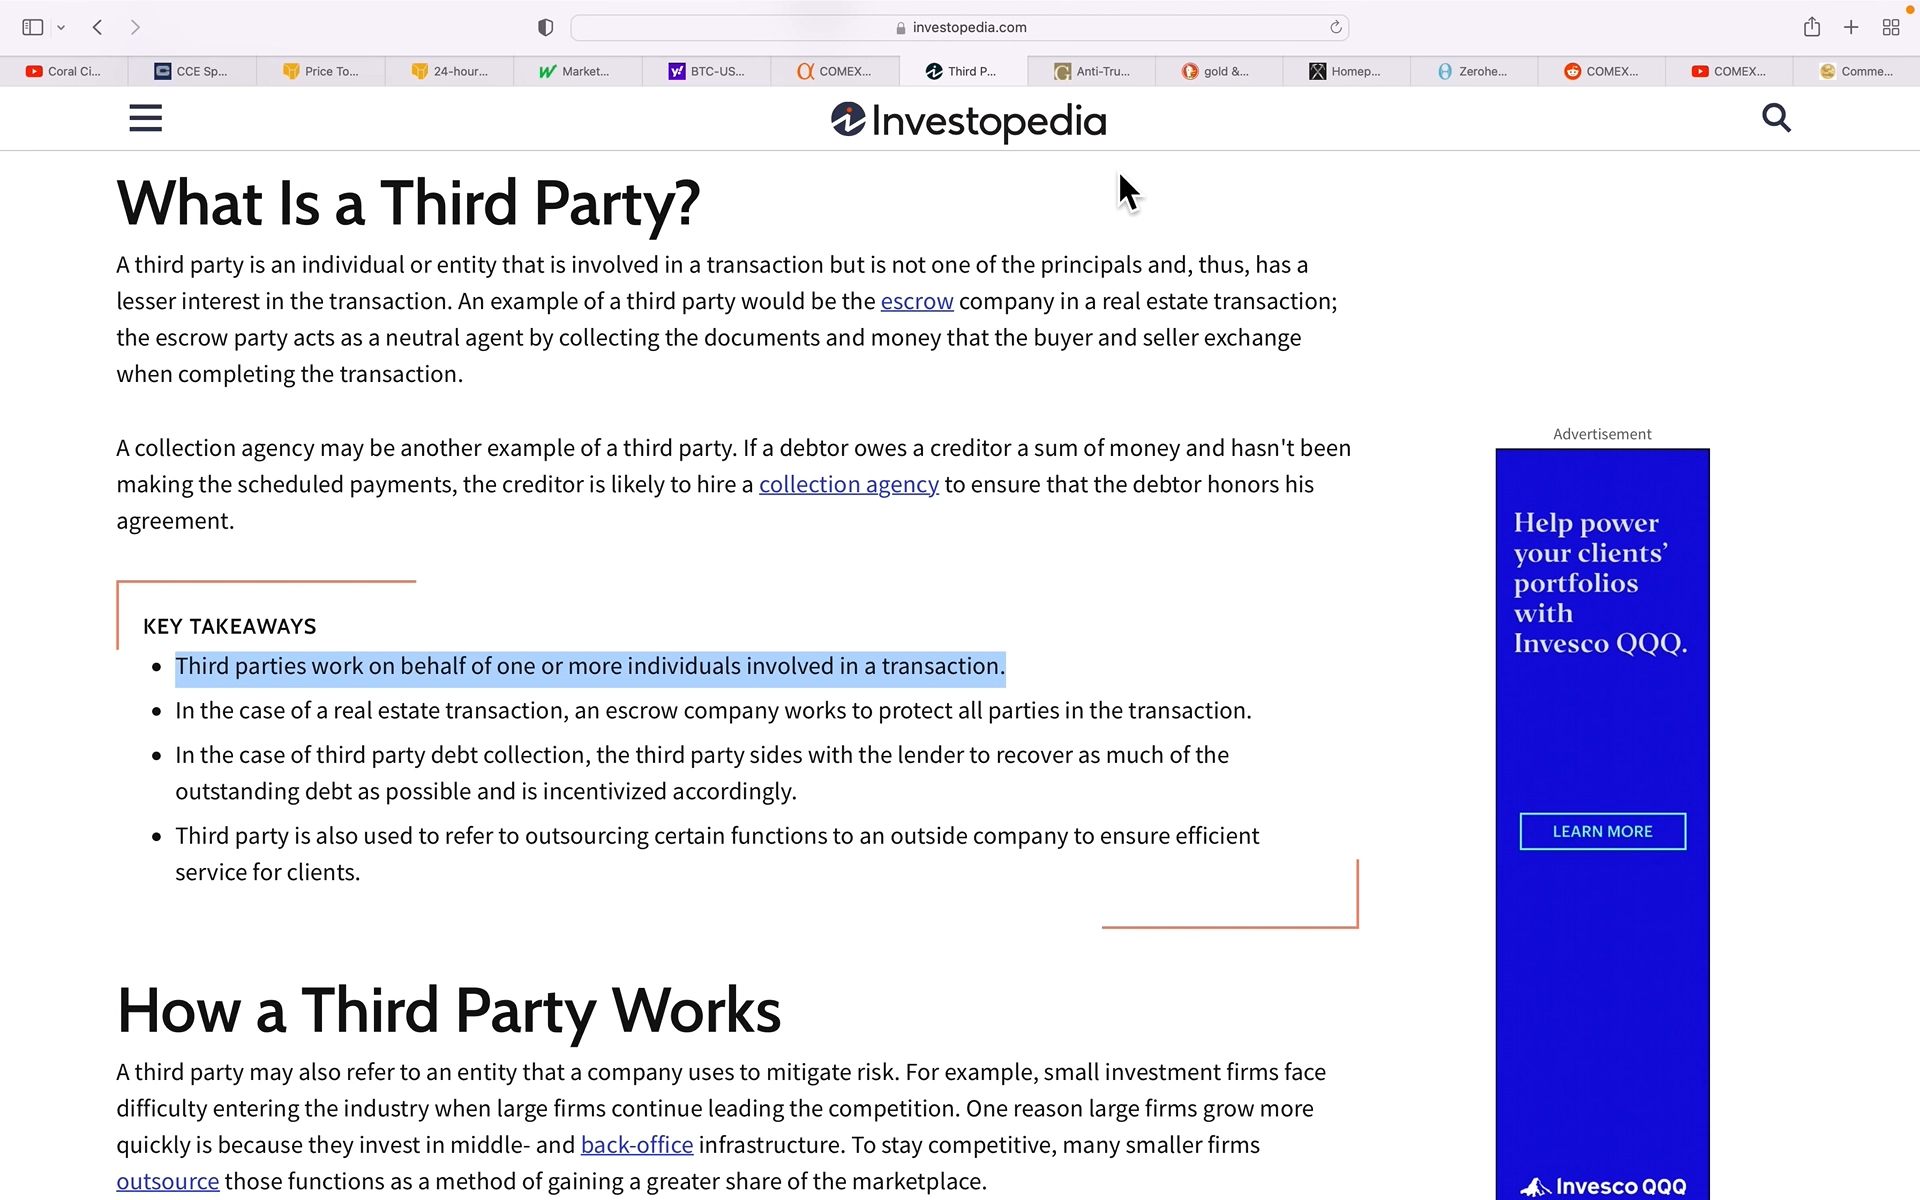 investopedia.com
Coral Ci...
CCE Sp...
Price To...
24-hour...
Market...
BTC-US...
COMEX...
Third P...
Anti-Tru...
gold &...
Homep...
Zerohe...
COMEX...
COMEX...
Comme...
Investopedia
What Is a Third Party?
A third party is an individual or entity that is involved in a transaction but is not one of the principals and, thus, has a
lesser interest in the transaction. An example of a third party would be the escrow company in a real estate transaction;
the escrow party acts as a neutral agent by collecting the documents and money that the buyer and seller exchange
when completing the transaction.
A collection agency may be another example of a third party. If a debtor owes a creditor a sum of money and hasn't been
making the scheduled payments, the creditor is likely to hire a collection agency to ensure that the debtor honors his
agreement.
KEY TAKEAWAYS
• Third parties work on behalf of one or more individuals involved in a transaction.
• In the case of a real estate transaction, an escrow company works to protect all parties in the transaction.
• In the case of third party debt collection, the third party sides with the lender to recover as much of the
outstanding debt as possible and is incentivized accordingly.
• Third party is also used to refer to outsourcing certain functions to an outside company to ensure efficient
service for clients.
How a Third Party Works
A third party may also refer to an entity that a company uses to mitigate risk. For example, small investment firms face
difficulty entering the industry when large firms continue leading the competition. One reason large firms grow more
quickly is because they invest in middle- and back-office infrastructure. To stay competitive, many smaller firms
outsource those functions as a method of gaining a greater share of the marketplace.
Advertisement
Help power
your clients’
portfolios
with
Invesco QQQ.
LEARN MORE
Invesco QQQ